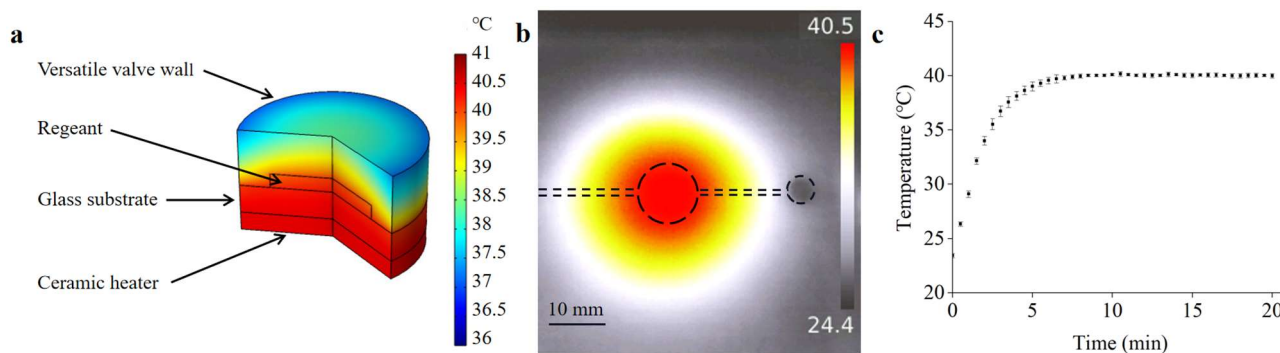 a
Versatile valve wall
Regeant
Glass substrate
Ceramic heater
℃
41
40.5
40
39.5
39
38.5
38
37.5
37
36.5
36
b
40.5
24.4
10 mm
c
Temperature (℃)
45
40
35
30
25
20
0
5
10
15
20
Time (min)